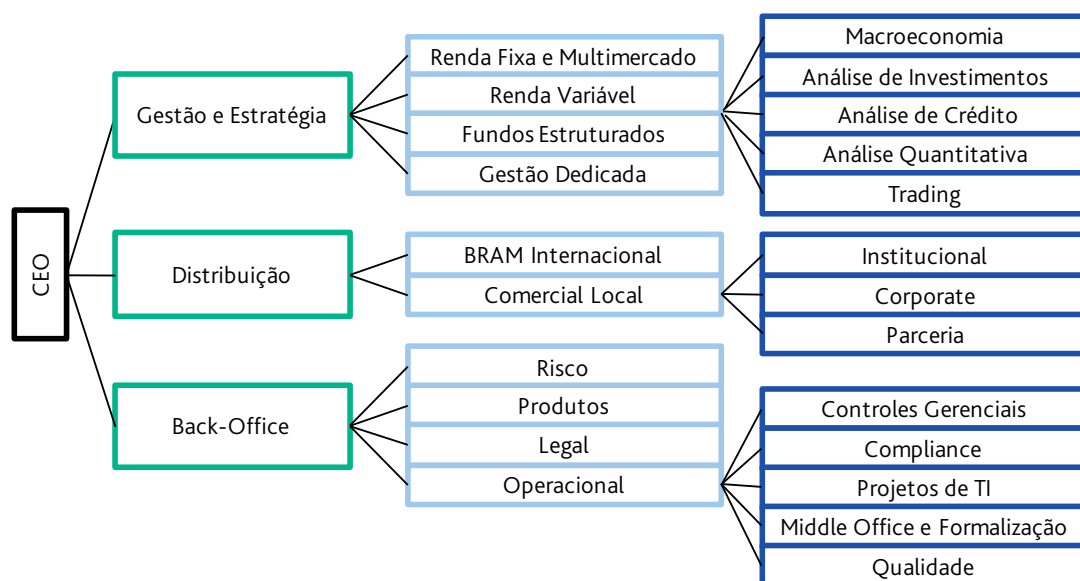 CEO
Gestão e Estratégia
Renda Fixa e Multimercado
Renda Variável
Fundos Estruturados
Gestão Dedicada
Macroeconomia
Análise de Investimentos
Análise de Crédito
Análise Quantitativa
Trading
Distribuição
BRAM Internacional
Comercial Local
Institucional
Corporate
Parceria
Back-Office
Risco
Produtos
Legal
Operacional
Controles Gerenciais
Compliance
Projetos de TI
Middle Office e Formalização
Qualidade